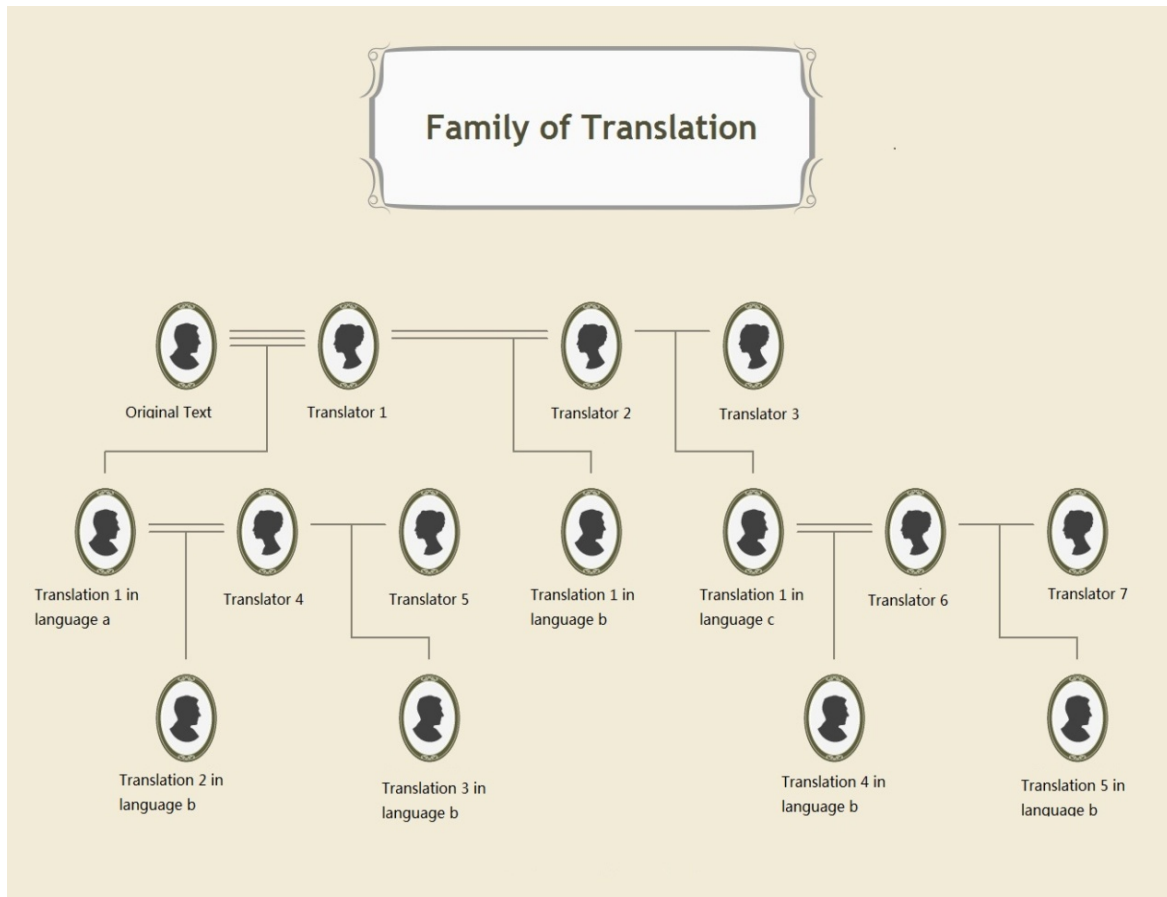 Family of Translation
Original Text
Translator 1
Translator 2
Translator 3
Translation 1 in
language a
Translator 4
Translator 5
Translation 1 in
language b
Translation 1 in
language c
Translator 6
Translator 7
Translation 2 in
language b
Translation 3 in
language b
Translation 4 in
language b
Translation 5 in
language b